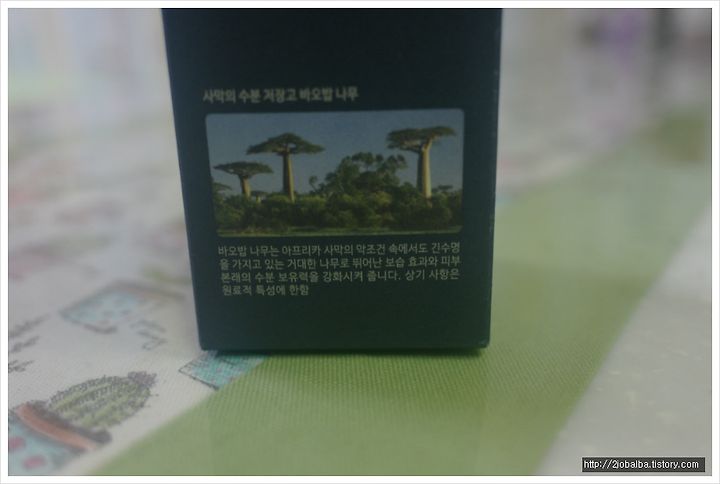 사막의 수분 저장고 바오밥 나무
바오밥 나무는 아프리카 사막의 악조건 속에서도 긴수명
을 가지고 있는 거대한 나무로 뛰어난 보습 효과와 피부
본래의 수분 보유력을 강화시켜 줍니다. 상기 사항은
원료적 특성에 한함
http://2jobalba.tistory.com